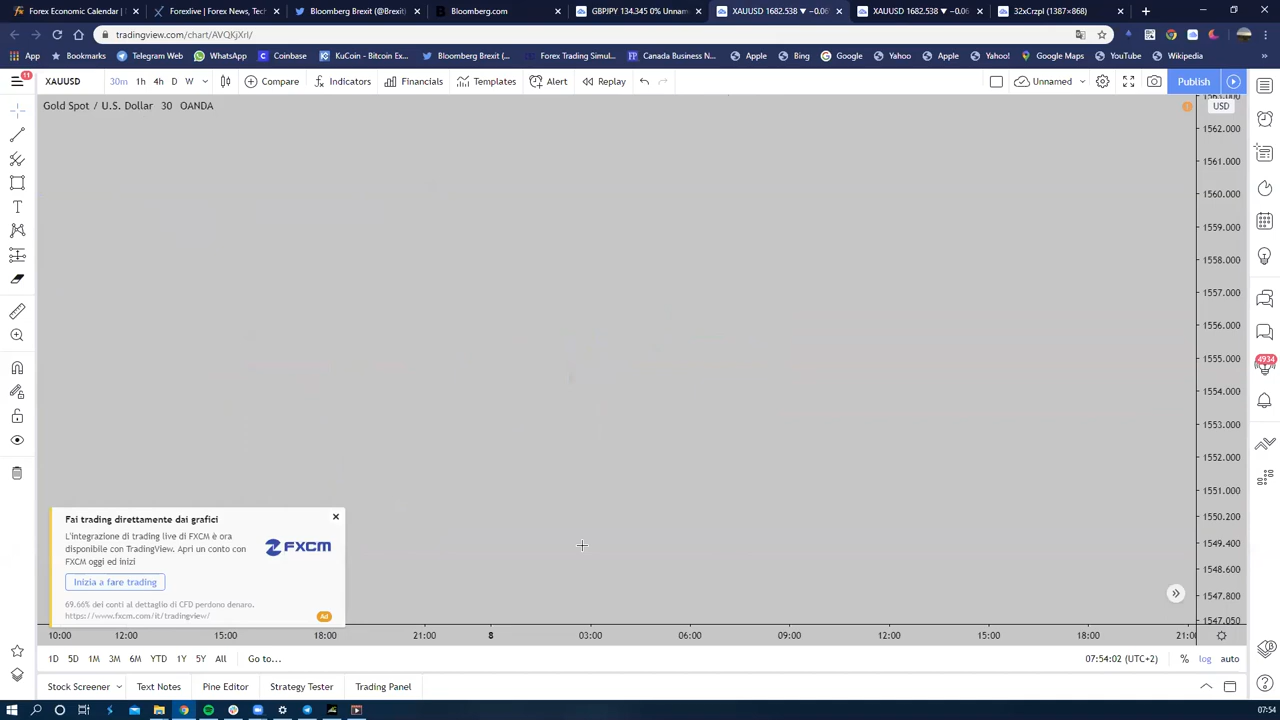 Forex Economic Calendar |
Forexlive | Forex News, Tech
Bloomberg Brexit (@Brexit)
Bloomberg.com
GBPJPY 134.345 0% Unnam
XAUUSD 1682.538 ▼ −0.06
XAUUSD 1682.538 ▼ −0.06
32xCrzpI (1387×868)
tradingview.com/chart/AVQKjXrI/
App
Bookmarks
Telegram Web
WhatsApp
Coinbase
KuCoin - Bitcoin Ex...
Bloomberg Brexit (...
Forex Trading Simul...
Canada Business N...
Apple
Bing
Google
Yahoo
Apple
Yahoo!
Google Maps
YouTube
Wikipedia
11
XAUUSD
30m
1h
4h
D
W
Compare
Indicators
Financials
Templates
Alert
Replay
Unnamed
Publish
Gold Spot / U.S. Dollar 30 OANDA
USD
1562.000
1561.000
1560.000
1559.000
1558.000
1557.000
1556.000
1555.000
1554.000
1553.000
1552.000
1551.000
1550.200
1549.400
1548.600
1547.800
1547.050
4934
Fai trading direttamente dai grafici
L'integrazione di trading live di FXCM è ora
disponibile con TradingView. Apri un conto con
FXCM oggi ed inizi
FXCM
Inizia a fare trading
69.66% dei conti al dettaglio di CFD perdono denaro.
https://www.fxcm.com/it/tradingview/
Ad
10:00
12:00
15:00
18:00
21:00
8
03:00
06:00
09:00
12:00
15:00
18:00
21:0
1D
5D
1M
3M
6M
YTD
1Y
5Y
All
Go to...
07:54:02 (UTC+2)
%
log
auto
Stock Screener
Text Notes
Pine Editor
Strategy Tester
Trading Panel
07:54